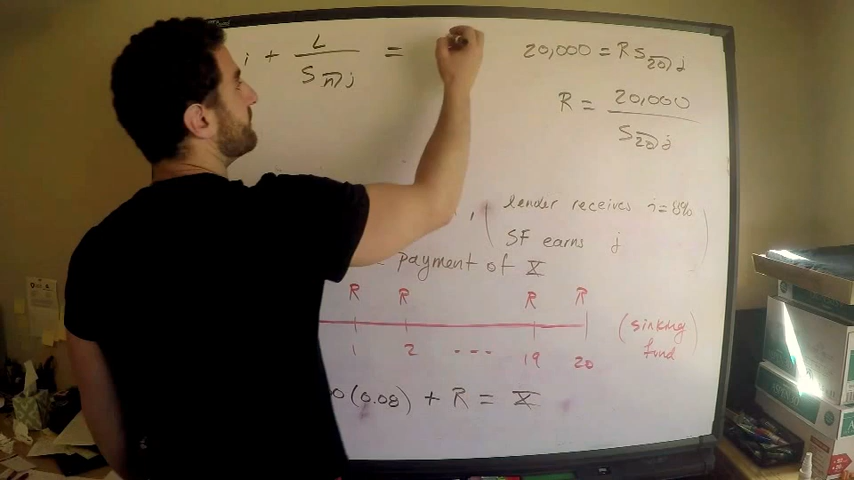 i + L / S n⌉ j =
20,000 = R S 20⌉ j
R = 20,000 / S 20⌉ j
lender receives i = 8%
SF earns j
payment of X
R R R R
1 2 ... 19 20
(sinking fund)
00(0.08) + R = X